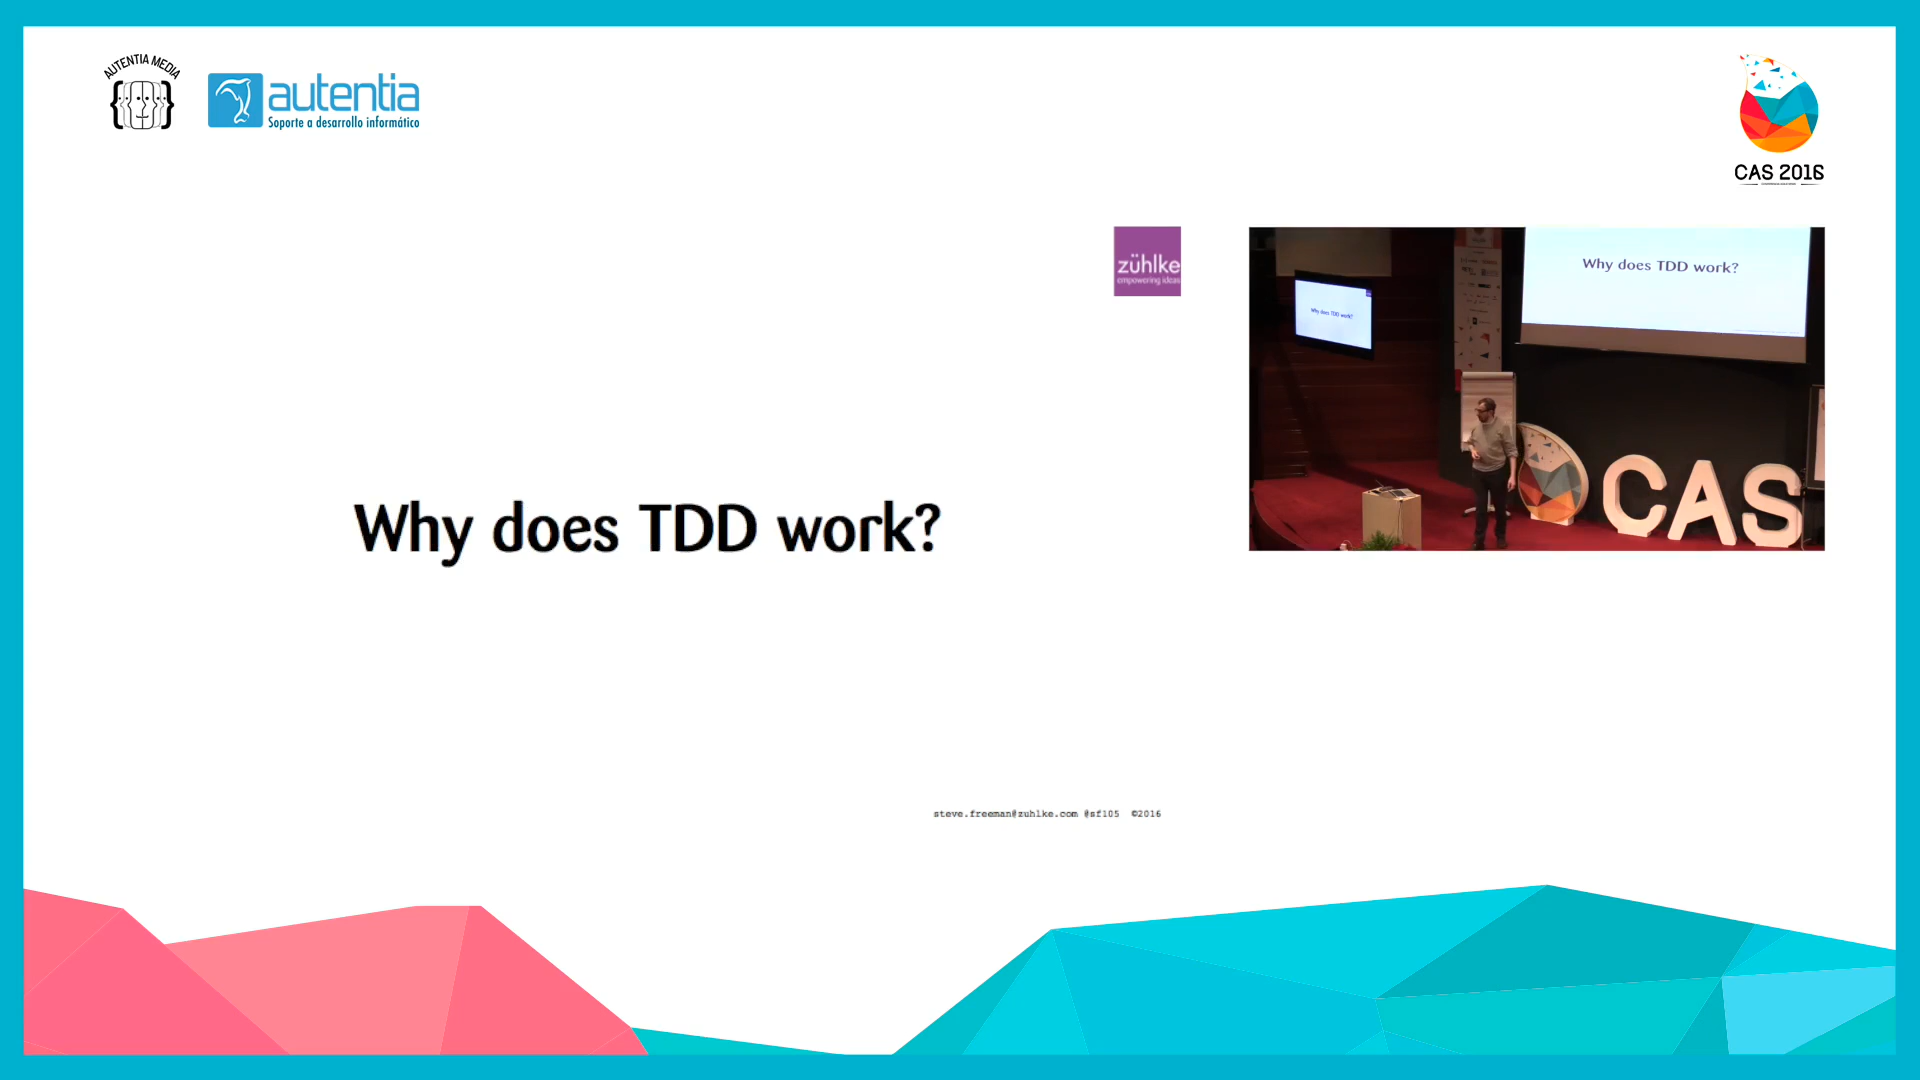 AUTENTIA MEDIA
autentia
Soporte a desarrollo informático
CAS 2016
zühlke
empowering ideas
Why does TDD work?
Why does TDD work?
Why does TDD work?
CAS
steve.freeman@zuhlke.com @sf105 ©2016